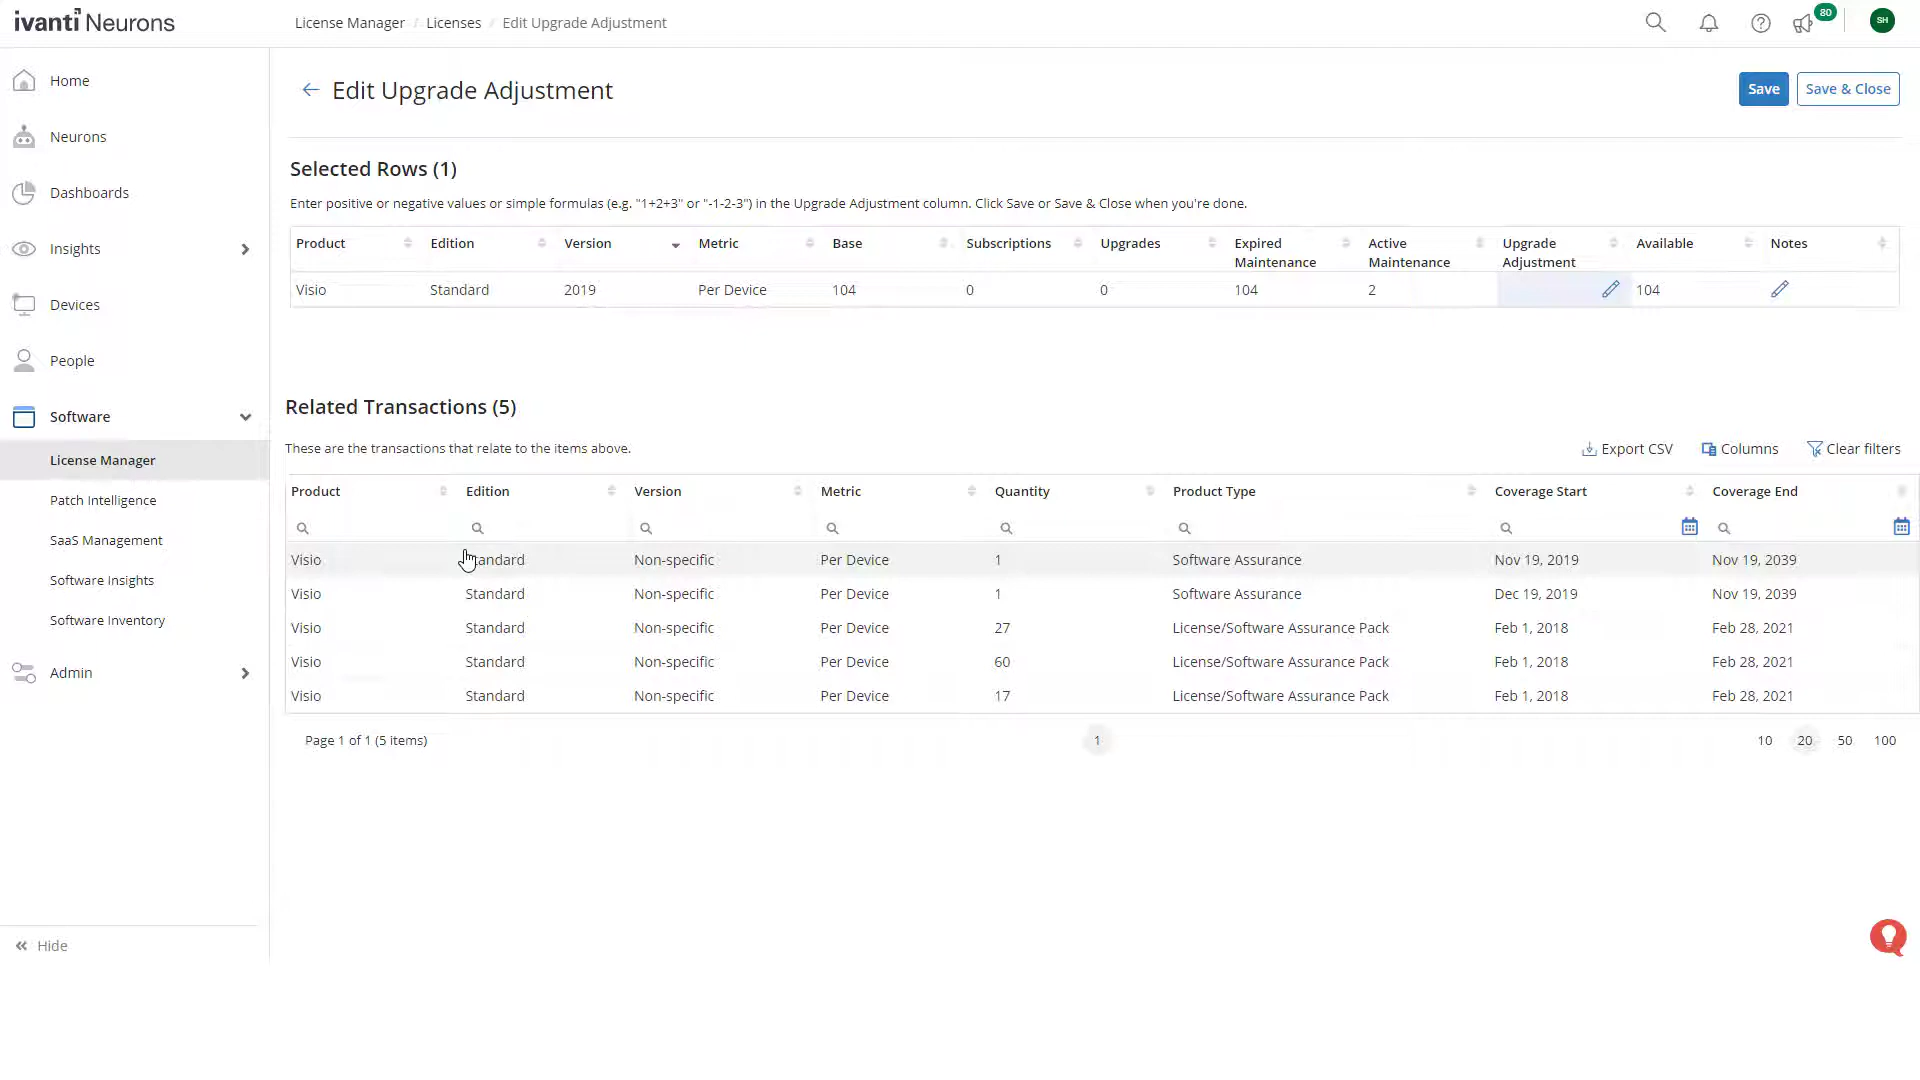 ivanti Neurons
License Manager / Licenses / Edit Upgrade Adjustment
80
SH
Home
Neurons
Dashboards
Insights
Devices
People
Software
License Manager
Patch Intelligence
SaaS Management
Software Insights
Software Inventory
Admin
Hide
Edit Upgrade Adjustment
Save
Save & Close
Selected Rows (1)
Enter positive or negative values or simple formulas (e.g. "1+2+3" or "-1-2-3") in the Upgrade Adjustment column. Click Save or Save & Close when you're done.
Product Edition Version Metric Base Subscriptions Upgrades Expired Maintenance Active Maintenance Upgrade Adjustment Available Notes
Visio Standard 2019 Per Device 104 0 0 104 2 104
Related Transactions (5)
These are the transactions that relate to the items above.
Export CSV Columns Clear filters
Product Edition Version Metric Quantity Product Type Coverage Start Coverage End
Visio Standard Non-specific Per Device 1 Software Assurance Nov 19, 2019 Nov 19, 2039
Visio Standard Non-specific Per Device 1 Software Assurance Dec 19, 2019 Nov 19, 2039
Visio Standard Non-specific Per Device 27 License/Software Assurance Pack Feb 1, 2018 Feb 28, 2021
Visio Standard Non-specific Per Device 60 License/Software Assurance Pack Feb 1, 2018 Feb 28, 2021
Visio Standard Non-specific Per Device 17 License/Software Assurance Pack Feb 1, 2018 Feb 28, 2021
Page 1 of 1 (5 items) 1 10 20 50 100